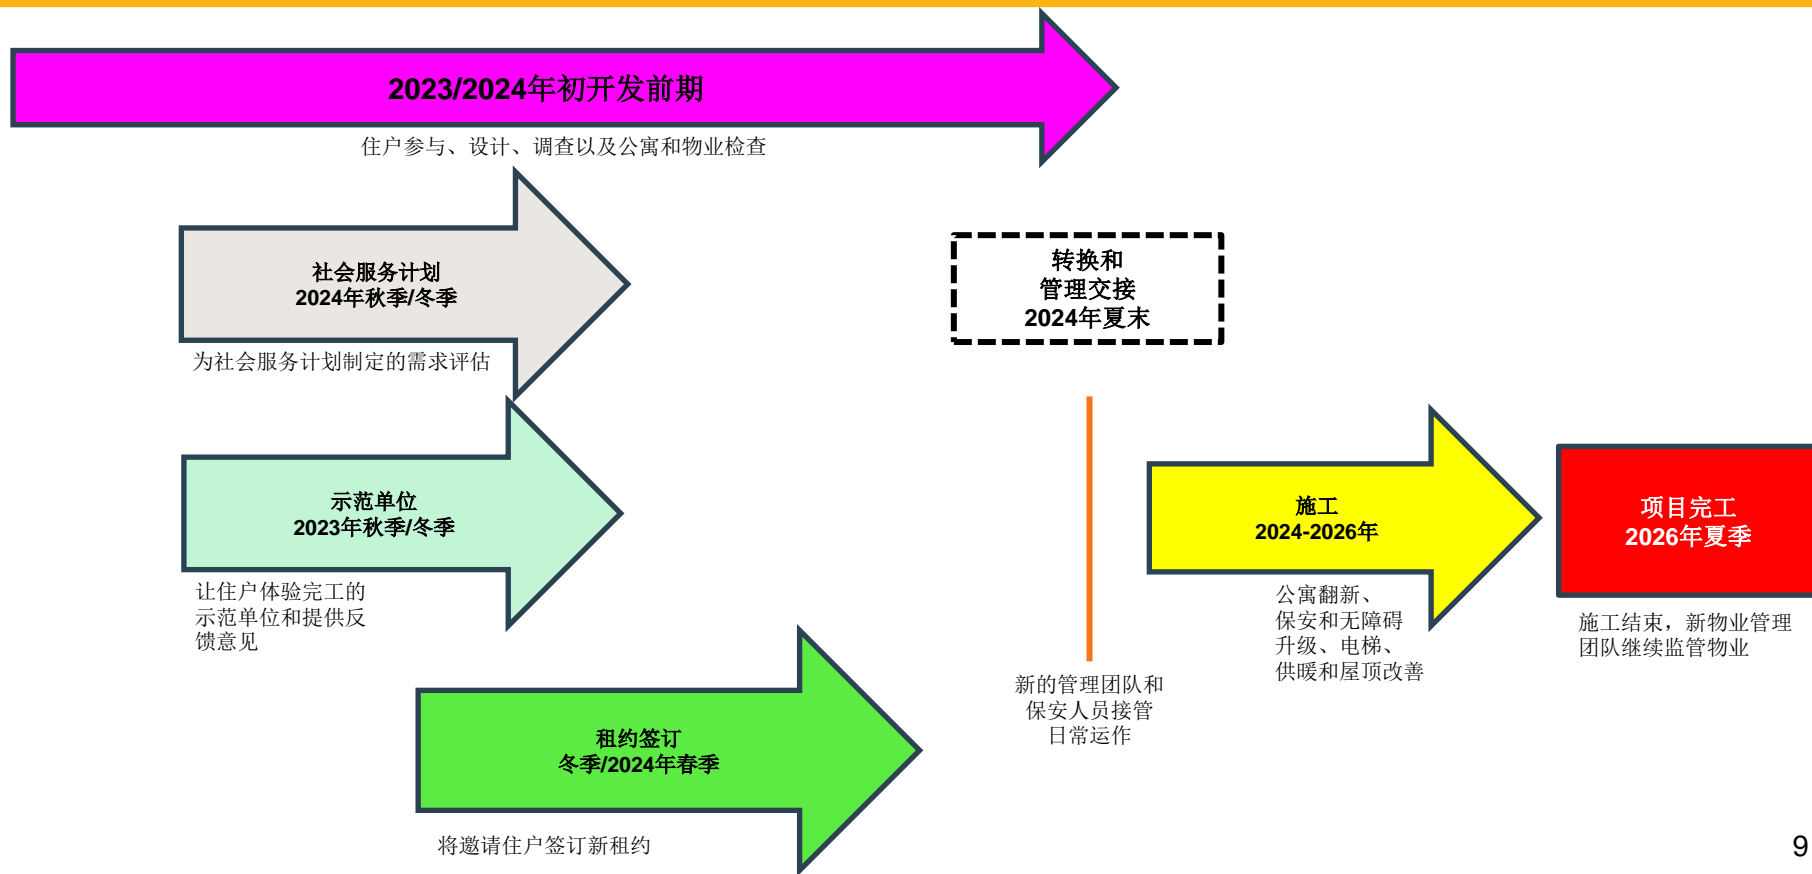 2023/2024年初开发前期
住户参与、设计、调查以及公寓和物业检查
社会服务计划
2024年秋季/冬季
为社会服务计划制定的需求评估
转换和
管理交接
2024年夏末
示范单位
2023年秋季/冬季
让住户体验完工的
示范单位和提供反
馈意见
施工
2024-2026年
公寓翻新、
保安和无障碍
升级、电梯、
供暖和屋顶改善
项目完工
2026年夏季
施工结束，新物业管理
团队继续监管物业
新的管理团队和
保安人员接管
日常运作
租约签订
冬季/2024年春季
将邀请住户签订新租约
9